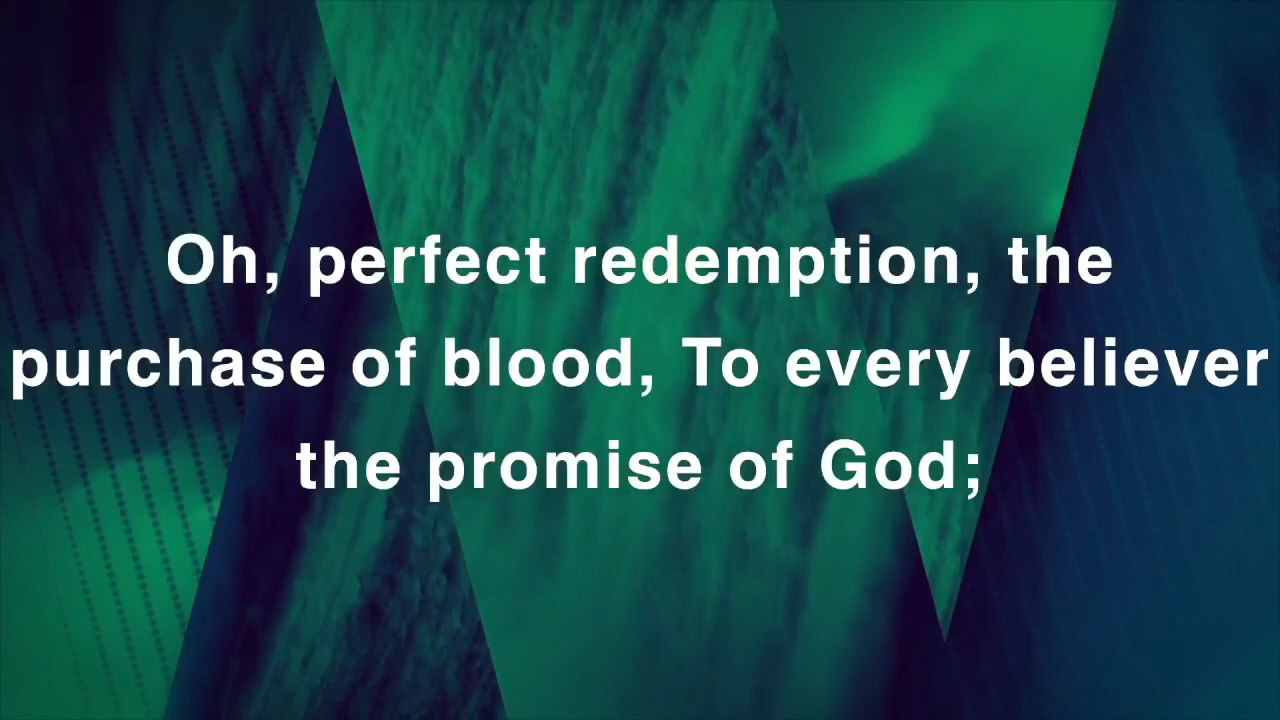 Oh, perfect redemption, the
purchase of blood, To every believer
the promise of God;